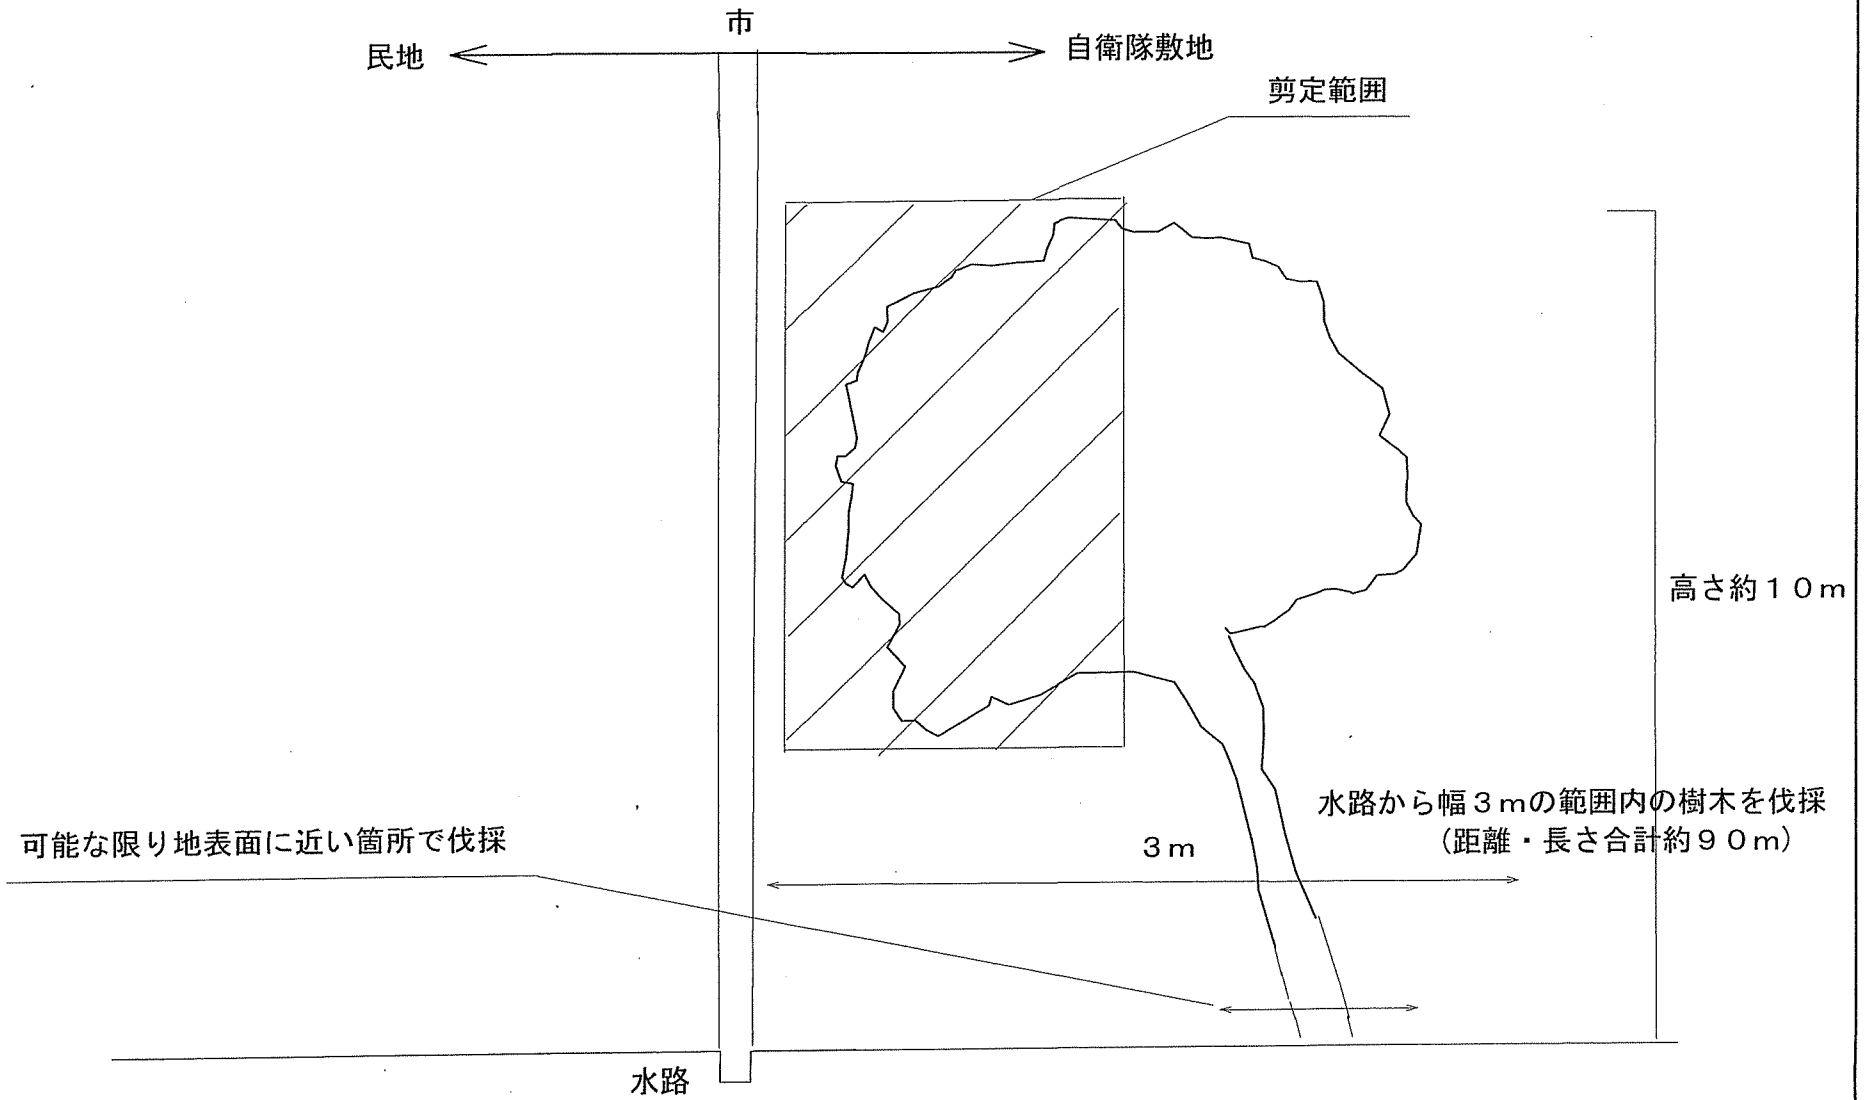 市
民地
自衛隊敷地
剪定範囲
高さ約１０ｍ
水路から幅３ｍの範囲内の樹木を伐採
（距離・長さ合計約９０ｍ）
３ｍ
可能な限り地表面に近い箇所で伐採
水路